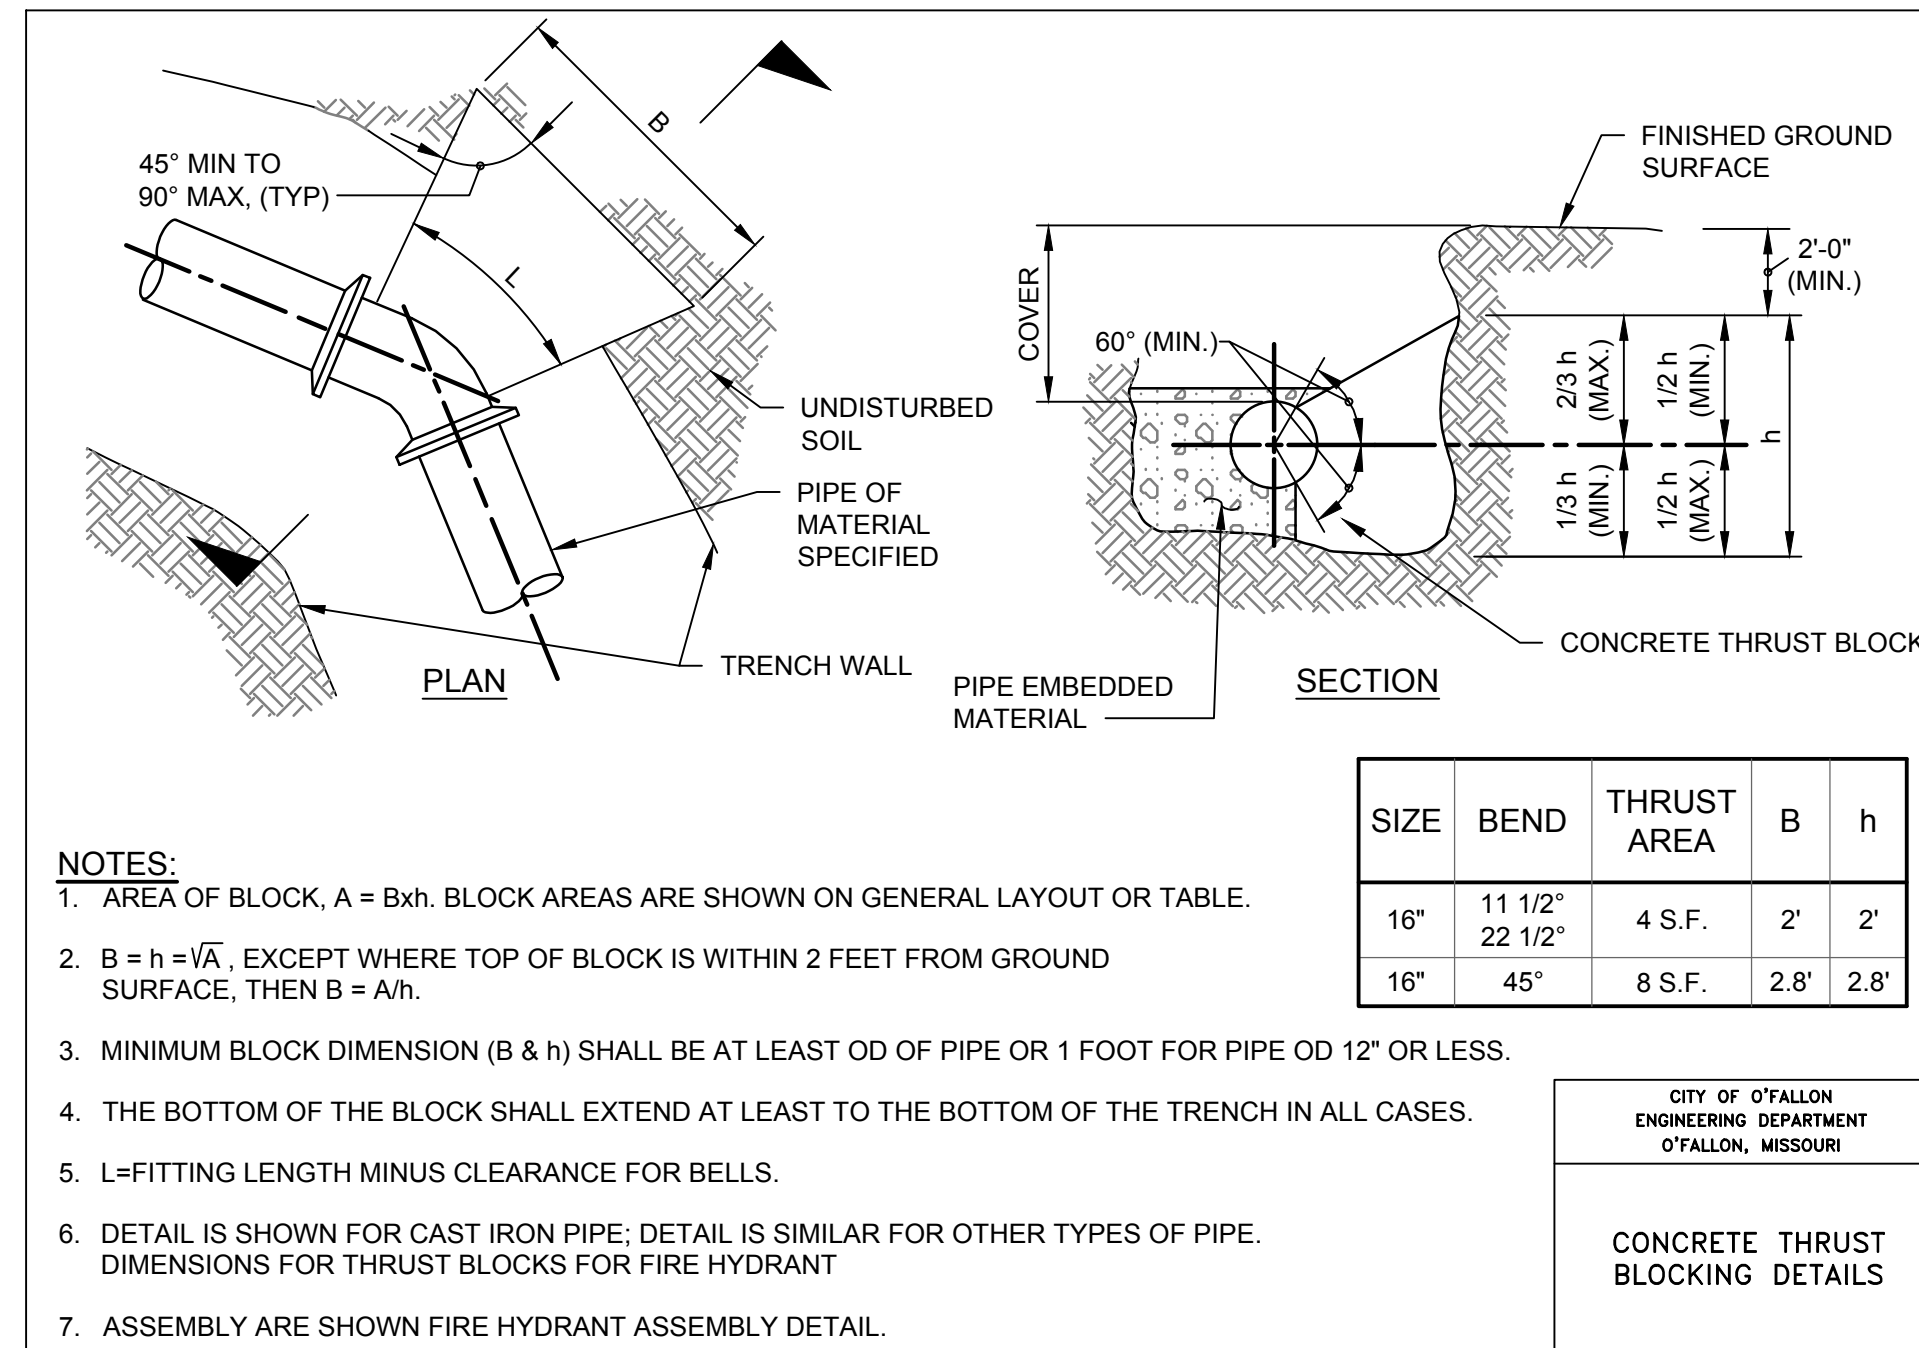 45° MIN TO
90° MAX, (TYP)
B
L
UNDISTURBED
SOIL
PIPE OF
MATERIAL
SPECIFIED
TRENCH WALL
PLAN
FINISHED GROUND
SURFACE
COVER
2'-0"
(MIN.)
60° (MIN.)
2/3 h
(MAX.)
1/2 h
(MIN.)
h
1/3 h
(MIN.)
1/2 h
(MAX.)
CONCRETE THRUST BLOCK
PIPE EMBEDDED
MATERIAL
SECTION
SIZE BEND THRUST AREA B h
16" 11 1/2° 22 1/2° 4 S.F. 2' 2'
16" 45° 8 S.F. 2.8' 2.8'
NOTES:
1. AREA OF BLOCK, A = Bxh. BLOCK AREAS ARE SHOWN ON GENERAL LAYOUT OR TABLE.
2. B = h =√A , EXCEPT WHERE TOP OF BLOCK IS WITHIN 2 FEET FROM GROUND
SURFACE, THEN B = A/h.
3. MINIMUM BLOCK DIMENSION (B & h) SHALL BE AT LEAST OD OF PIPE OR 1 FOOT FOR PIPE OD 12" OR LESS.
4. THE BOTTOM OF THE BLOCK SHALL EXTEND AT LEAST TO THE BOTTOM OF THE TRENCH IN ALL CASES.
5. L=FITTING LENGTH MINUS CLEARANCE FOR BELLS.
6. DETAIL IS SHOWN FOR CAST IRON PIPE; DETAIL IS SIMILAR FOR OTHER TYPES OF PIPE.
DIMENSIONS FOR THRUST BLOCKS FOR FIRE HYDRANT
7. ASSEMBLY ARE SHOWN FIRE HYDRANT ASSEMBLY DETAIL.
CITY OF O'FALLON
ENGINEERING DEPARTMENT
O'FALLON, MISSOURI
CONCRETE THRUST
BLOCKING DETAILS